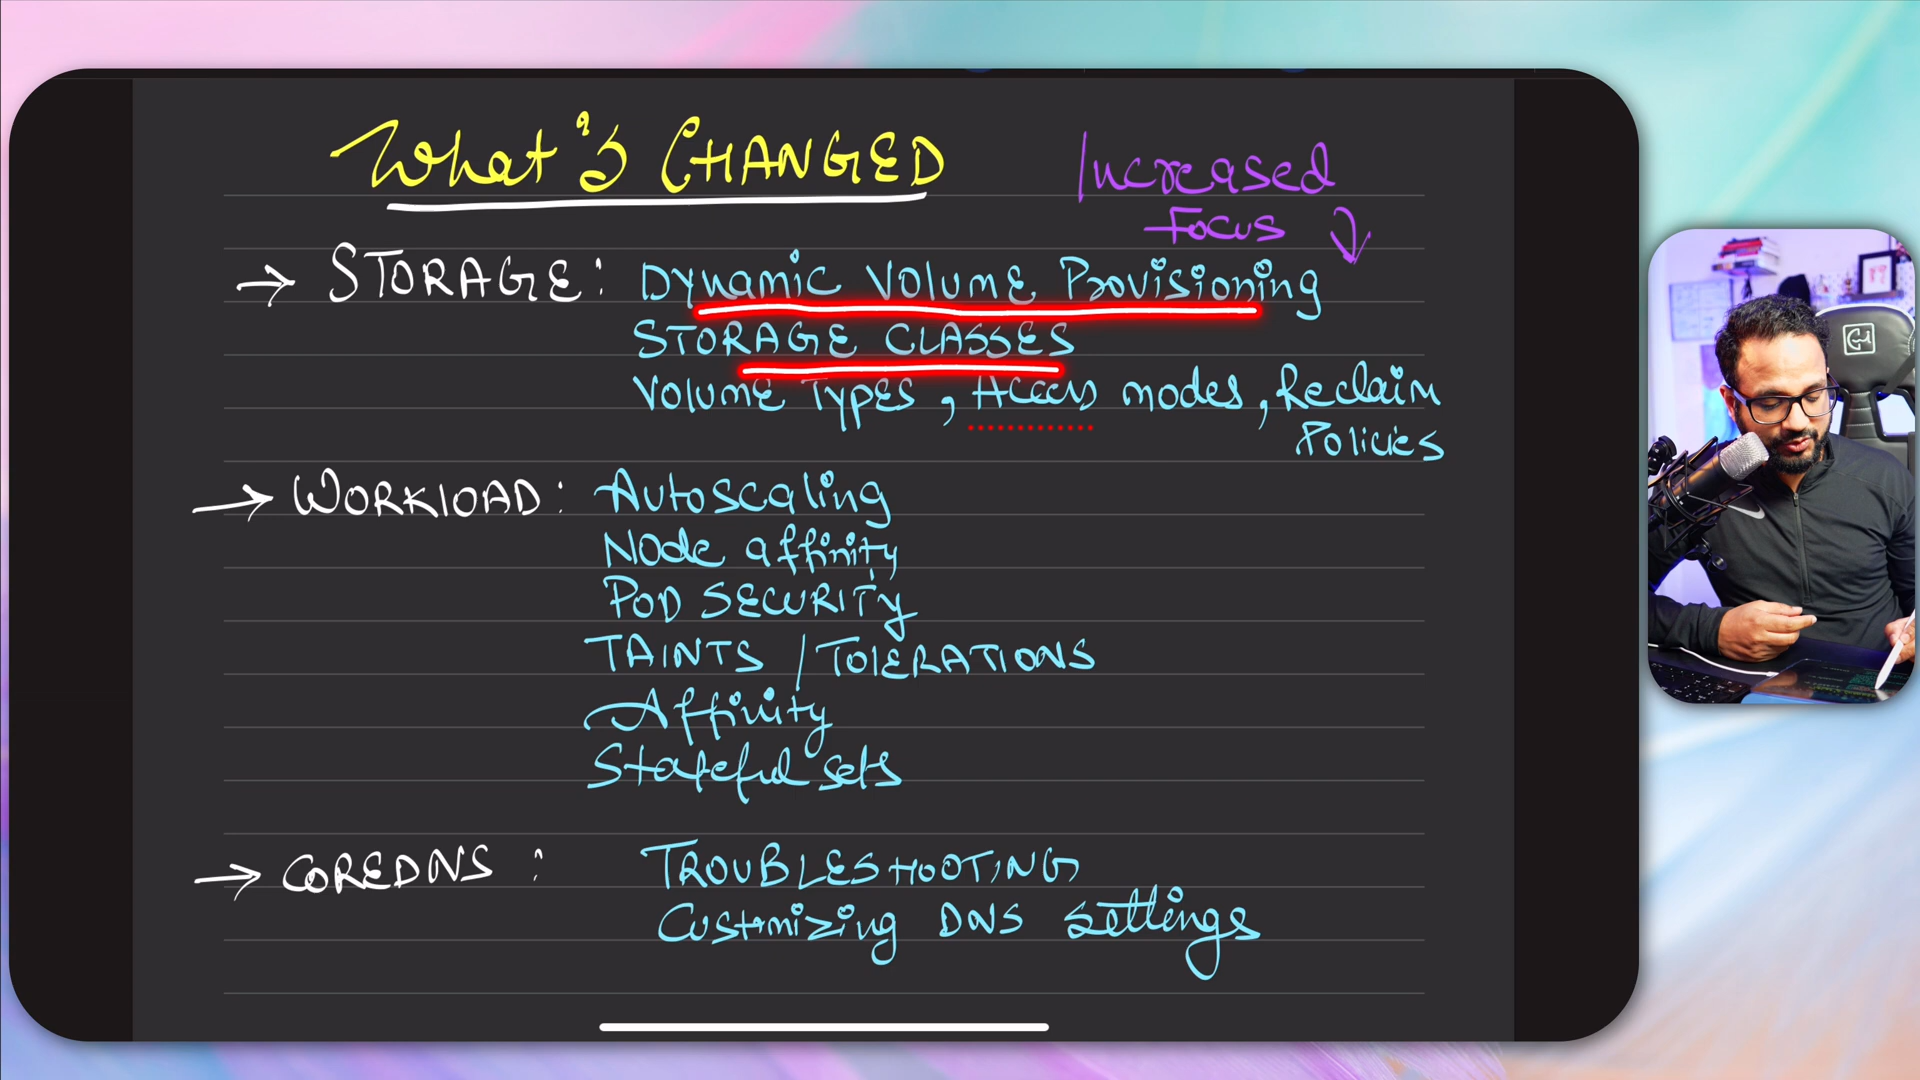 What's CHANGED
Increased
Focus ↓
→ STORAGE: Dynamic Volume Provisioning
STORAGE CLASSES
Volume Types, Access modes, Reclaim
Policies
→ WORKLOAD: Autoscaling
Node affinity
POD SECURITY
TAINTS / TOLERATIONS
Affinity
Stateful sets
→ COREDNS: TROUBLESHOOTING
Customizing DNS settings